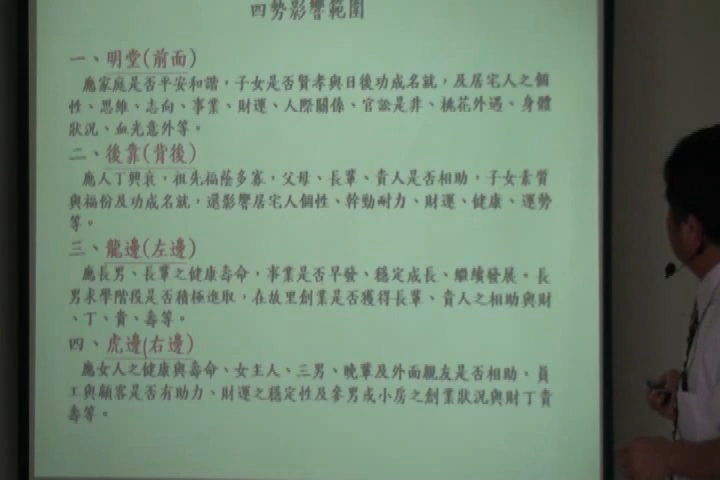 四勢影響範圍
一、明堂(前面)
應家庭是否平安和諧，子女是否賢孝與日後功成名就，及居宅人之個
性、思維、志向、事業、財運、人際關係、官訟是非、桃花外遇、身體
狀況、血光意外等。
二、後靠(背後)
應人丁興衰，祖先福蔭多寡，父母、長輩、貴人是否相助，子女素質
與福份及功成名就，還影響居宅人個性、幹勁耐力、財運、健康、運勢
等。
三、龍邊(左邊)
應長男、長輩之健康壽命，事業是否早發、穩定成長、繼續發展。長
男求學階段是否積極進取，在故里創業是否獲得長輩、貴人之相助與財
、丁、貴、壽等。
四、虎邊(右邊)
應女人之健康與壽命、女主人、三男、晚輩及外面親友是否相助。員
工與顧客是否有助力、財運之穩定性及參男或小房之創業狀況與財丁貴
壽等。